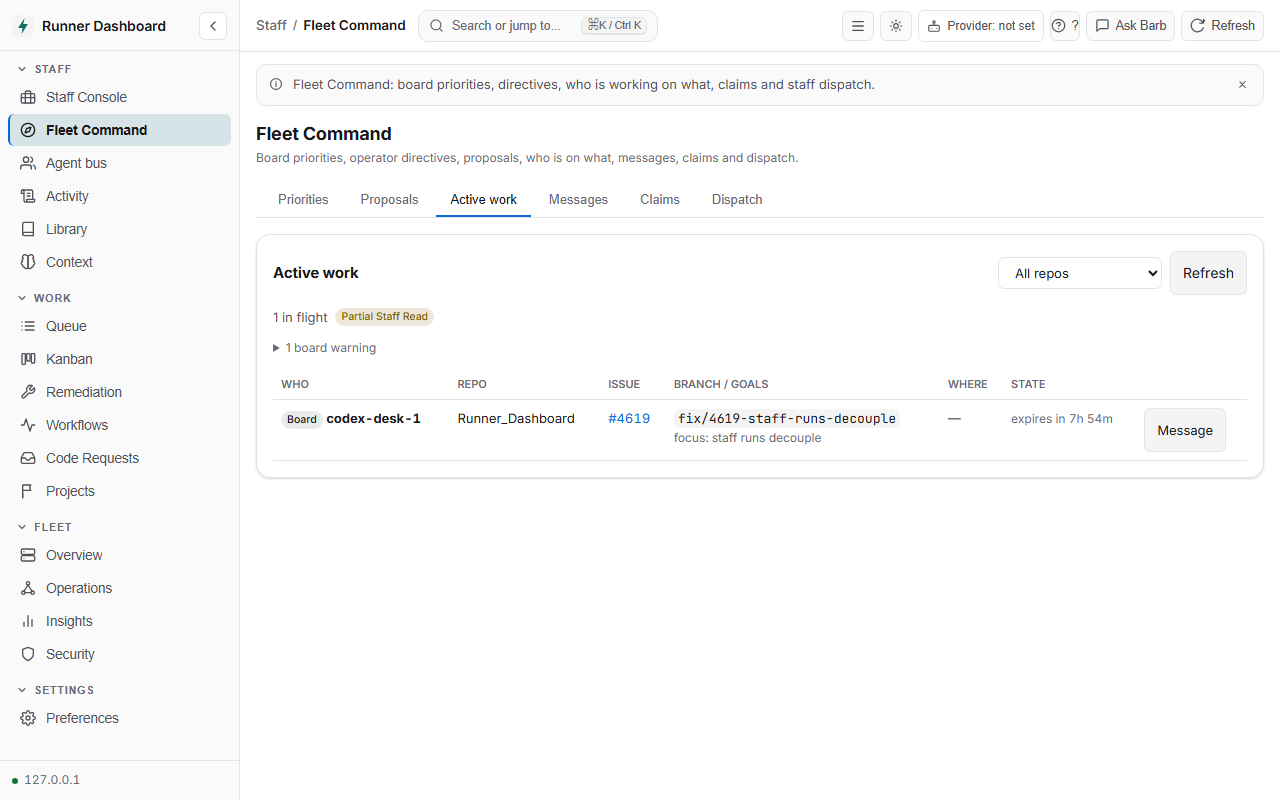 Runner Dashboard
STAFF
Staff Console
Fleet Command
Agent bus
Activity
Library
Context
WORK
Queue
Kanban
Remediation
Workflows
Code Requests
Projects
FLEET
Overview
Operations
Insights
Security
SETTINGS
Preferences
127.0.0.1
Staff / Fleet Command
Search or jump to... ⌘K / Ctrl K
Provider: not set
?
Ask Barb
Refresh
Fleet Command: board priorities, directives, who is working on what, claims and staff dispatch. ×
Fleet Command
Board priorities, operator directives, proposals, who is on what, messages, claims and dispatch.
Priorities Proposals Active work Messages Claims Dispatch
Active work
All repos Refresh
1 in flight Partial Staff Read
1 board warning
WHO REPO ISSUE BRANCH / GOALS WHERE STATE
Board codex-desk-1 Runner_Dashboard #4619 fix/4619-staff-runs-decouple — expires in 7h 54m Message
focus: staff runs decouple